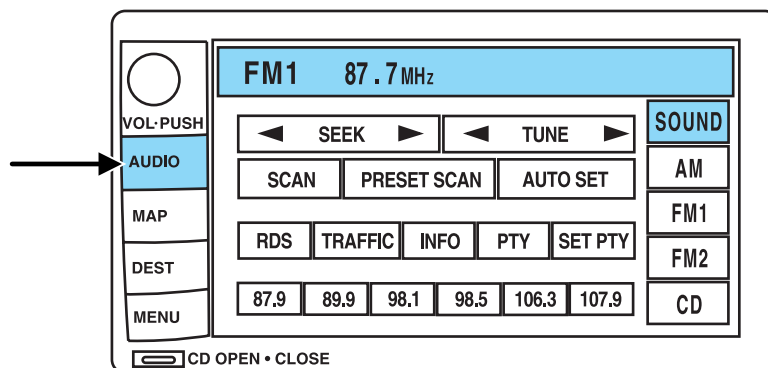 FM1 87.7 MHz
VOL·PUSH
AUDIO
MAP
DEST
MENU
SEEK TUNE
SCAN PRESET SCAN AUTO SET
RDS TRAFFIC INFO PTY SET PTY
87.9 89.9 98.1 98.5 106.3 107.9
SOUND
AM
FM1
FM2
CD
CD OPEN • CLOSE